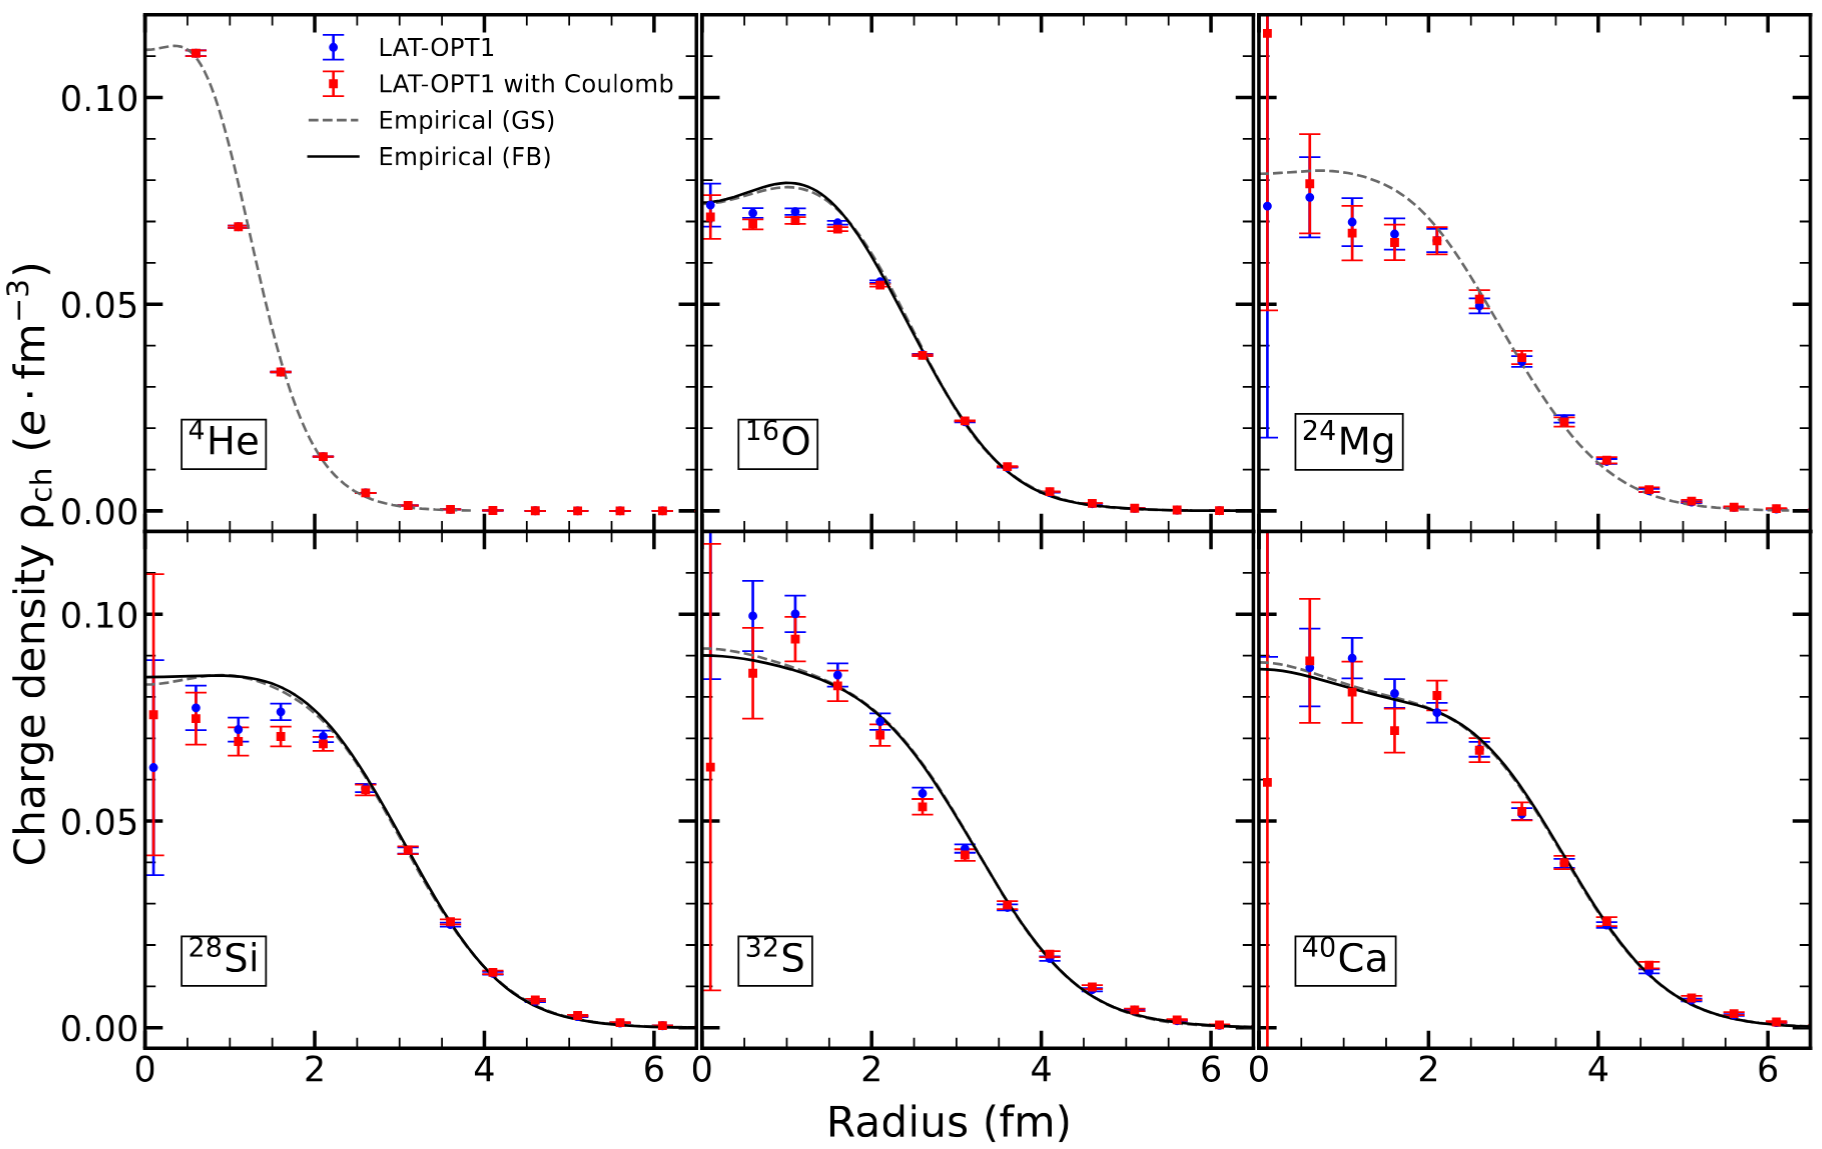 LAT-OPT1
LAT-OPT1 with Coulomb
Empirical (GS)
Empirical (FB)
0.10
0.05
0.00
⁴He
¹⁶O
²⁴Mg
0.10
0.05
0.00
²⁸Si
³²S
⁴⁰Ca
0 2 4 6 0 2 4 6 0 2 4 6
Charge density ρ_ch (e · fm⁻³)
Radius (fm)